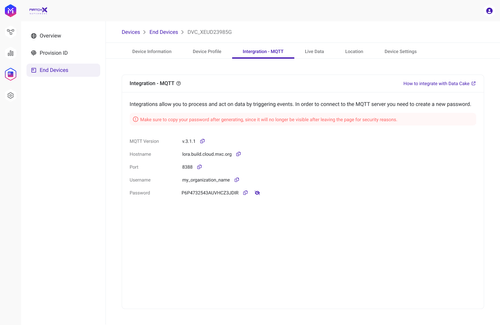 Overview
Provision ID
End Devices
Devices
End Devices
DVC_XEUD23985G
Device Information
Device Profile
Intergration - MQTT
Live Data
Location
Device Settings
Integration - MQTT
How to integrate with Data Cake
Integrations allow you to process and act on data by triggering events. In order to connect to the MQTT server you need to create a new password.
Make sure to copy your password after generating, since it will no longer be visible after leaving the page for security reasons.
MQTT Version
v.3.1.1
Hostname
lora.build.cloud.mxc.org
Port
8388
Username
my_organization_name
Password
P6P4732543AUVHCZ3JDIR